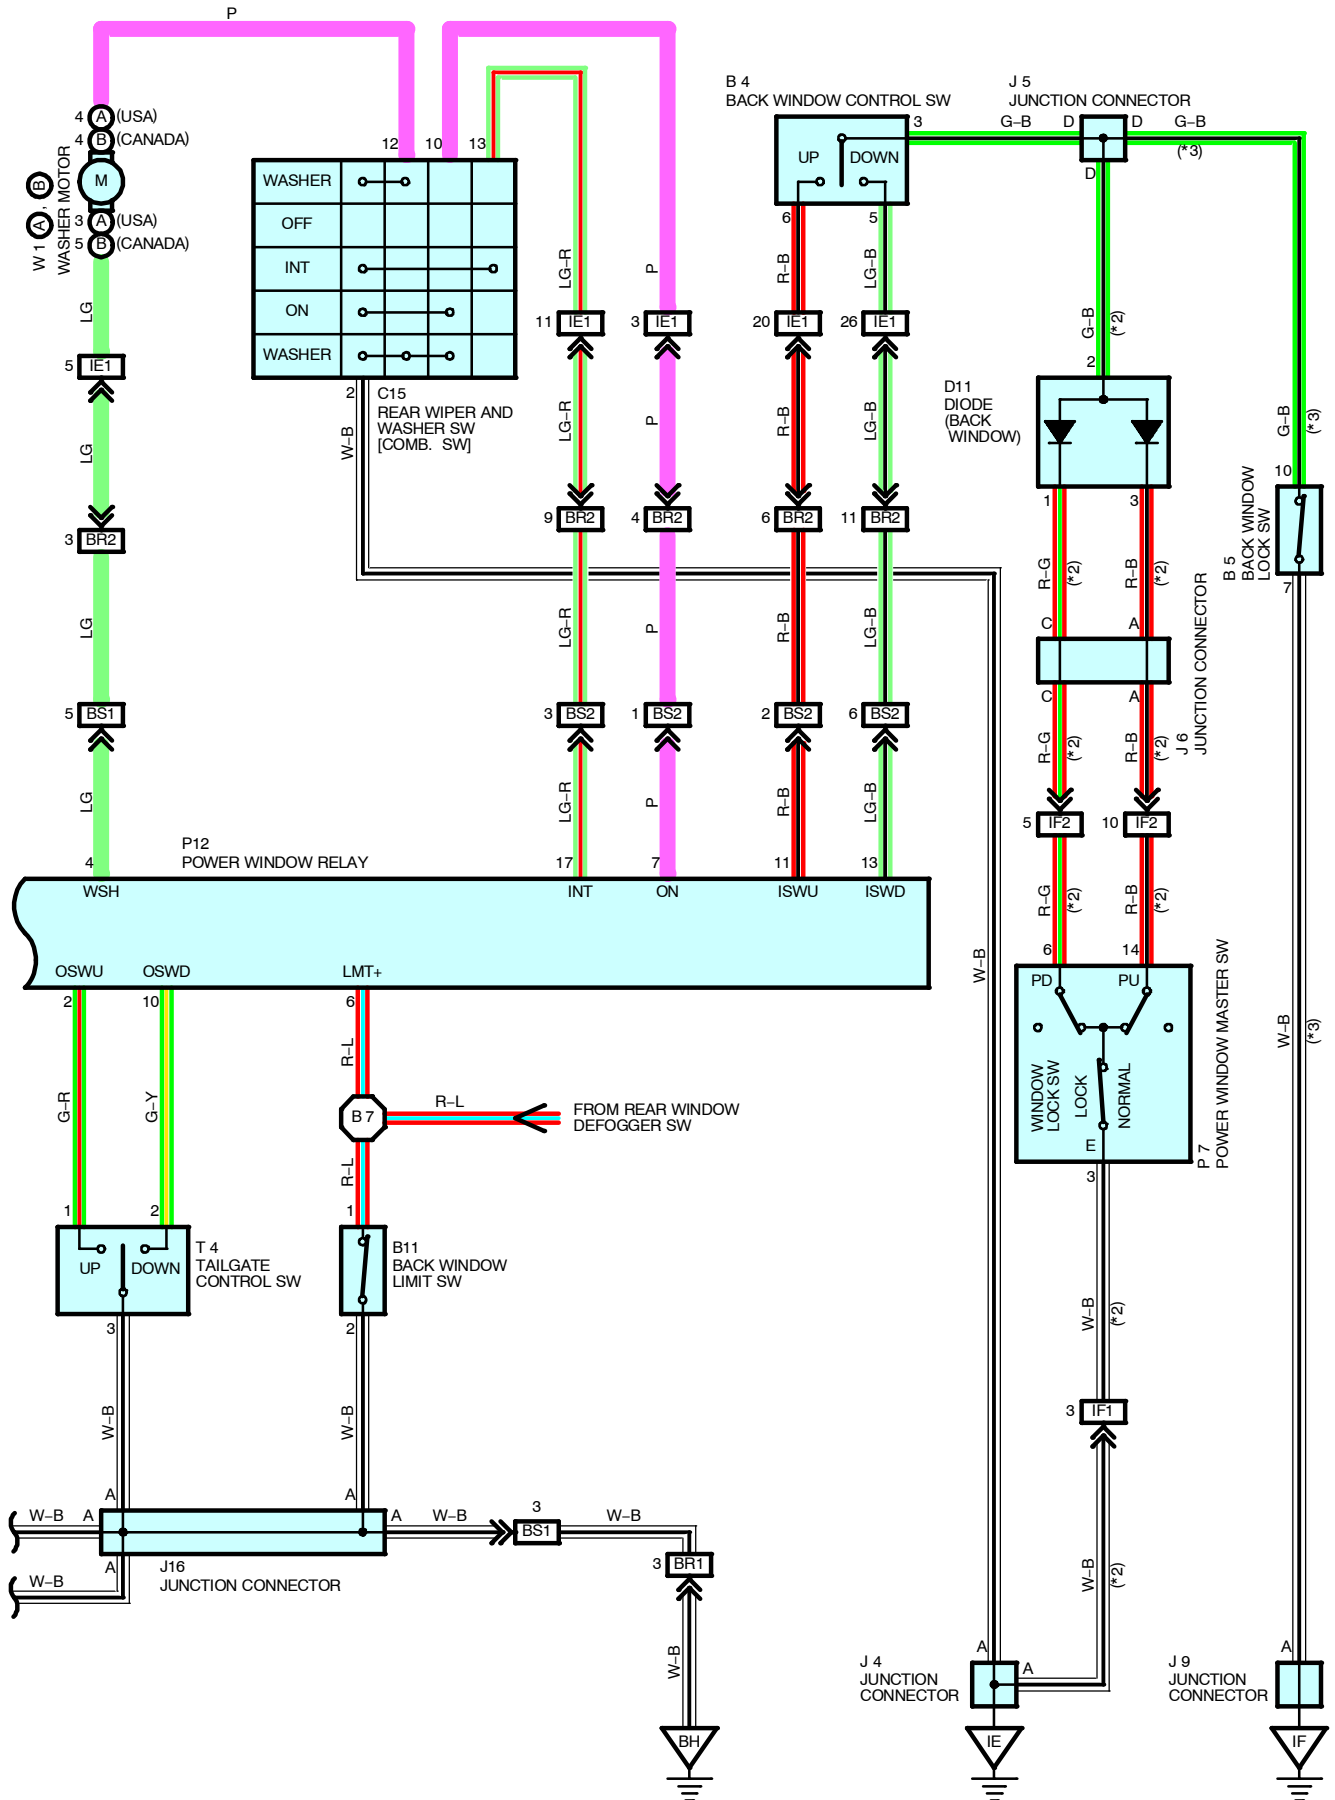 P
4 A (USA)
4 B (CANADA)
M
3 A (USA)
5 B (CANADA)
W 1 A , B
WASHER MOTOR
12 10 13
WASHER
OFF
INT
ON
WASHER
2
C15
REAR WIPER AND
WASHER SW
[COMB. SW]
W-B
B 4
BACK WINDOW CONTROL SW
3
UP DOWN
6 5
G-B D
J 5
JUNCTION CONNECTOR
D G-B
(*3)
D
LG
LG-R
P
R-B
LG-B
G-B
(*2)
5 IE1
11 IE1
3 IE1
20 IE1
26 IE1
2
D11
DIODE
(BACK
WINDOW)
1 3
G-B
(*3)
10
B 5
BACK WINDOW
LOCK SW
7
LG
LG-R
P
R-B
LG-B
3 BR2
9 BR2
4 BR2
6 BR2
11 BR2
R-G
(*2)
R-B
(*2)
C A
C A
J 6
JUNCTION CONNECTOR
LG
LG-R
P
R-B
LG-B
5 BS1
3 BS2
1 BS2
2 BS2
6 BS2
R-G
(*2)
R-B
(*2)
5 IF2
10 IF2
LG
LG-R
P
R-B
LG-B
P12
POWER WINDOW RELAY
4 17 7 11 13
WSH INT ON ISWU ISWD
OSWU OSWD LMT+
2 10 6
R-G
(*2)
R-B
(*2)
6 14
PD PU
WINDOW
LOCK SW
LOCK
NORMAL
E
3
P 7
POWER WINDOW MASTER SW
W-B
W-B
(*3)
G-R
G-Y
R-L
B 7
R-L
FROM REAR WINDOW
DEFOGGER SW
R-L
1 2 1
UP DOWN
T 4
TAILGATE
CONTROL SW
B11
BACK WINDOW
LIMIT SW
3 2
W-B
(*2)
3 IF1
W-B
W-B
A A
W-B A
A W-B
3
BS1
W-B
A
W-B
J16
JUNCTION CONNECTOR
3 BR1
W-B
(*2)
W-B
BH
A
A
J 4
JUNCTION
CONNECTOR
IE
A
J 9
JUNCTION
CONNECTOR
IF